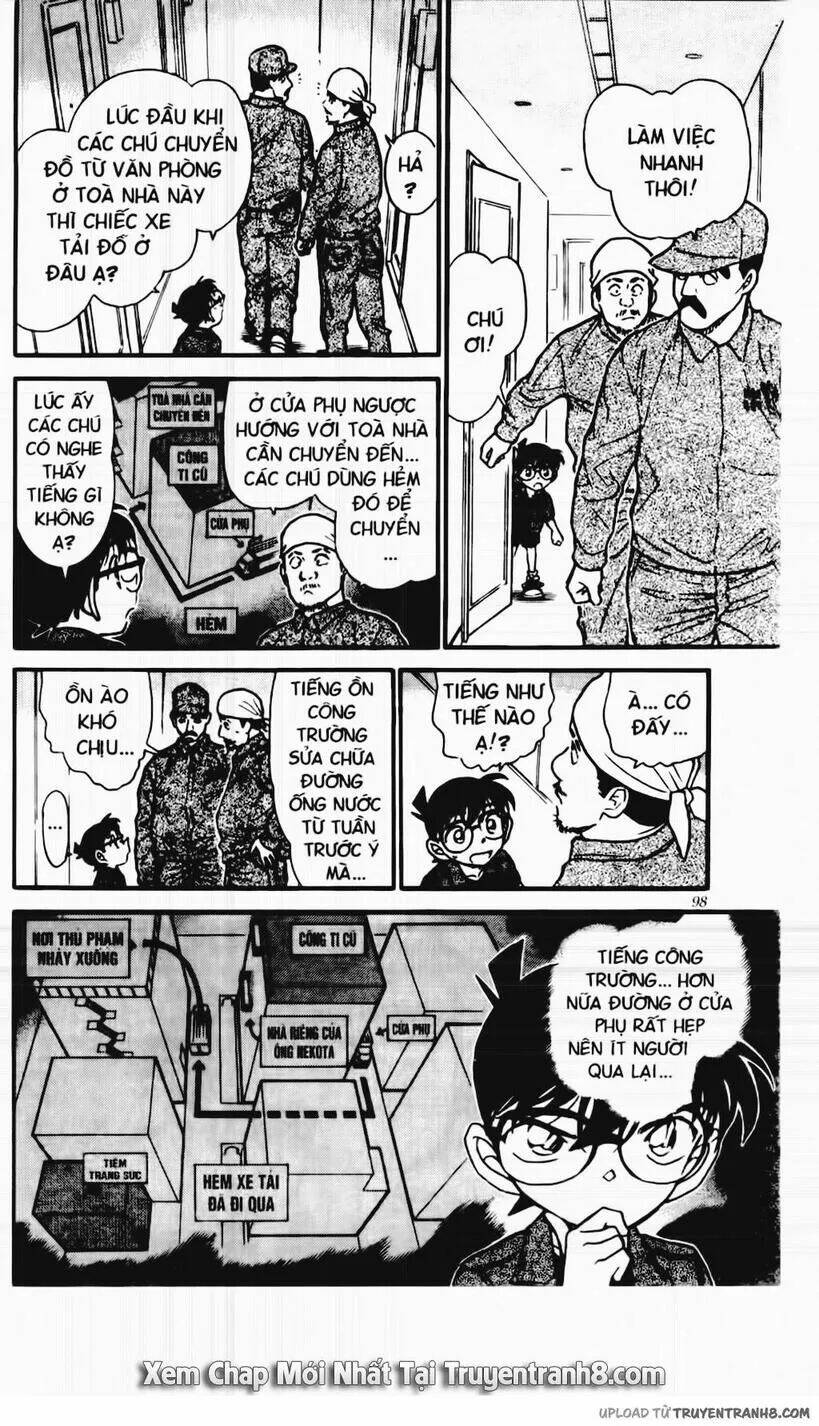 LÀM VIỆC
NHANH
THÔI!
CHÚ
ƠI!
HẢ
?
LÚC ĐẦU KHI
CÁC CHÚ CHUYỂN
ĐỒ TỪ VĂN PHÒNG
Ở TOÀ NHÀ NÀY
THÌ CHIẾC XE
TẢI ĐỖ Ở
ĐÂU Ạ?
Ở CỬA PHỤ NGƯỢC
HƯỚNG VỚI TOÀ NHÀ
CẦN CHUYỂN ĐẾN...
CÁC CHÚ DÙNG HẺM
ĐÓ ĐỂ
CHUYỂN
...
TOÀ NHÀ CẦN
CHUYỂN ĐẾN
CÔNG
TI CŨ
CỬA PHỤ
HẺM
LÚC ẤY
CÁC CHÚ
CÓ NGHE
THẤY
TIẾNG GÌ
KHÔNG
Ạ?
À... CÓ
ĐẤY...
TIẾNG NHƯ
THẾ NÀO
Ạ!?
TIẾNG ỒN
CÔNG
TRƯỜNG
SỬA CHỮA
ĐƯỜNG
ỐNG NƯỚC
TỪ TUẦN
TRƯỚC Ý
MÀ...
ỒN ÀO
KHÓ
CHỊU...
...
98
TIẾNG CÔNG
TRƯỜNG... HƠN
NỮA ĐƯỜNG Ở CỬA
PHỤ RẤT HẸP
NÊN ÍT NGƯỜI
QUA LẠI...
NƠI THỦ PHẠM
NHẢY XUỐNG
CÔNG TI CŨ
NHÀ RIÊNG CỦA
ÔNG NEKOTA
CỬA PHỤ
TIỆM
TRANG SỨC
HẺM XE TẢI
ĐÃ ĐI QUA
Xem Chap Mới Nhất Tại Truyentranh8.com
UPLOAD TỪ TRUYENTRANH8.COM